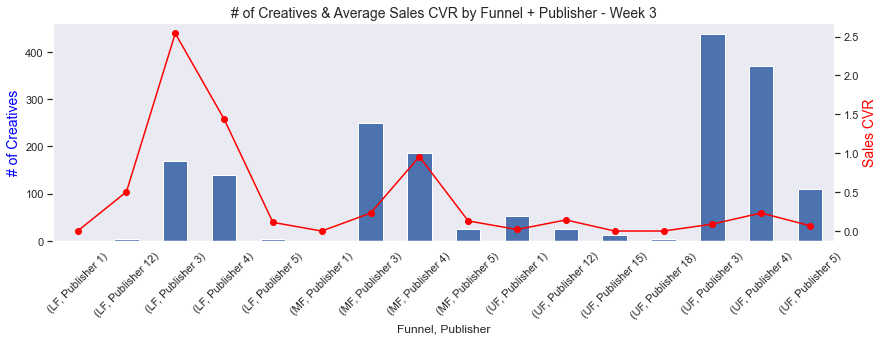 # of Creatives & Average Sales CVR by Funnel + Publisher - Week 3
# of Creatives
400
300
200
100
0
2.5
2.0
1.5
1.0
0.5
0.0
Sales CVR
(LF, Publisher 1)
(LF, Publisher 12)
(LF, Publisher 3)
(LF, Publisher 4)
(LF, Publisher 5)
(MF, Publisher 1)
(MF, Publisher 3)
(MF, Publisher 4)
(MF, Publisher 5)
(UF, Publisher 1)
(UF, Publisher 12)
(UF, Publisher 15)
(UF, Publisher 18)
(UF, Publisher 3)
(UF, Publisher 4)
(UF, Publisher 5)
Funnel, Publisher